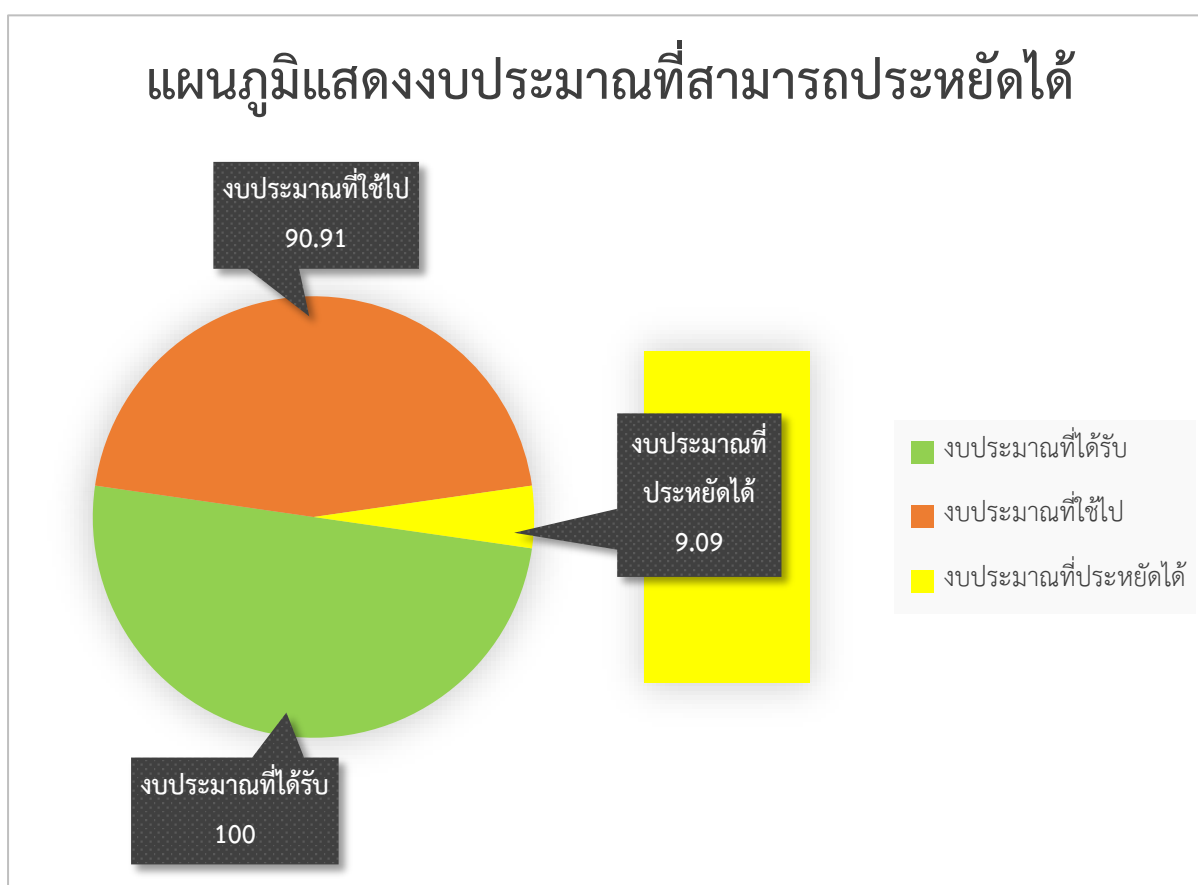 แผนภูมิแสดงงบประมาณที่สามารถประหยัดได้
งบประมาณที่ใช้ไป
90.91
งบประมาณที่
ประหยัดได้
9.09
งบประมาณที่ได้รับ
งบประมาณที่ใช้ไป
งบประมาณที่ประหยัดได้
งบประมาณที่ได้รับ
100